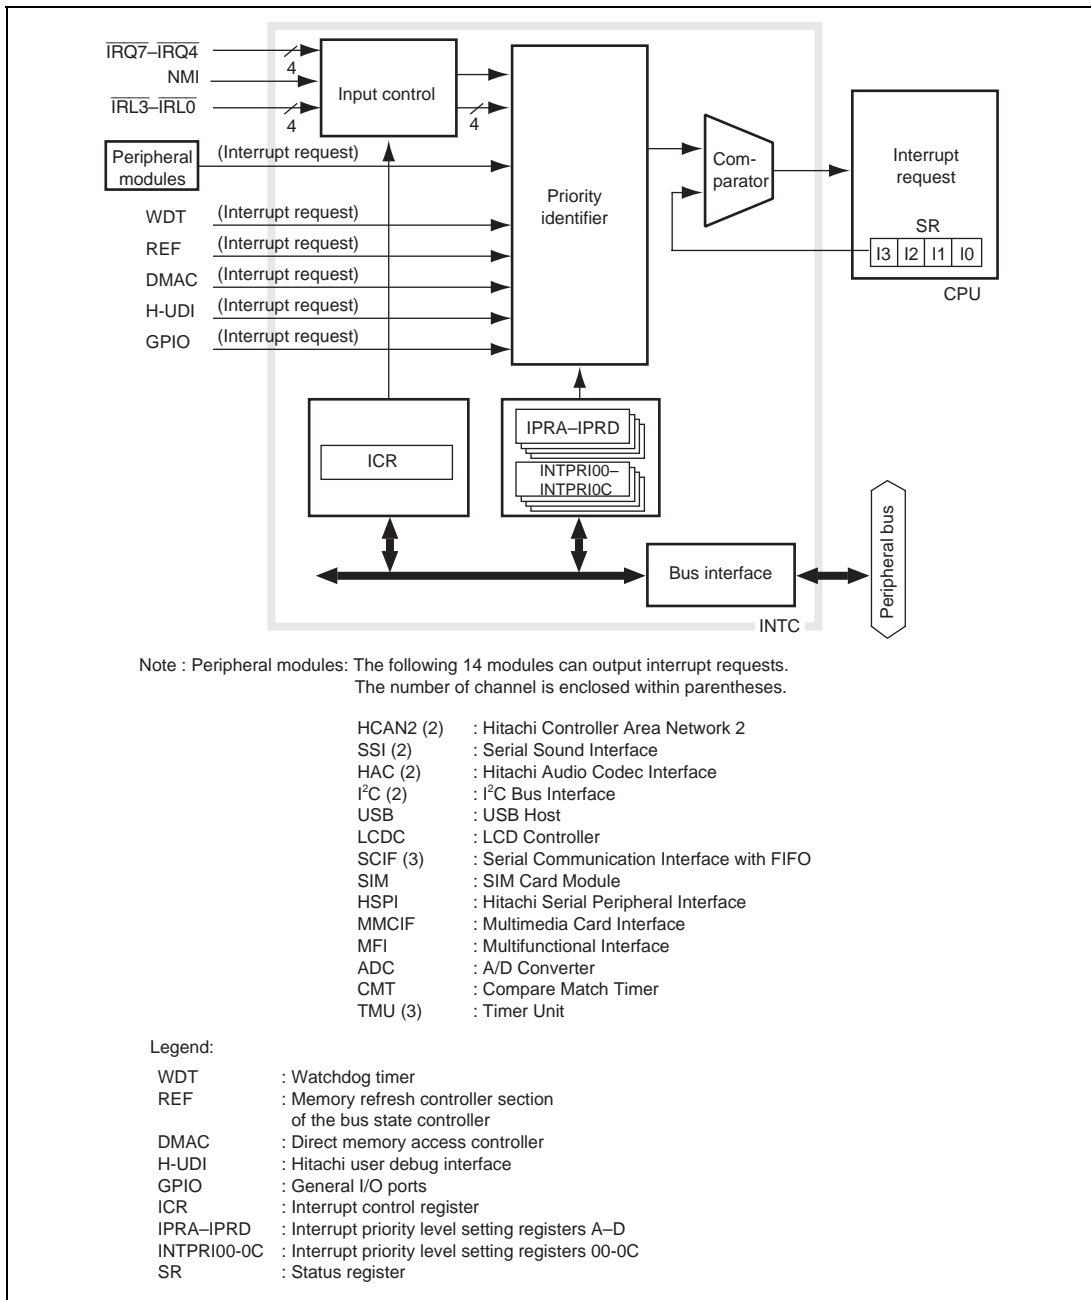 IRQ7–IRQ4
4
NMI
IRL3–IRL0
4
Input control
4
Peripheral
modules
(Interrupt request)
WDT (Interrupt request)
REF (Interrupt request)
DMAC (Interrupt request)
H-UDI (Interrupt request)
GPIO (Interrupt request)
Priority
identifier
Com-
parator
Interrupt
request
SR
I3 I2 I1 I0
CPU
ICR
IPRA–IPRD
INTPRI00–
INTPRI0C
Bus interface
Peripheral bus
INTC
Note : Peripheral modules: The following 14 modules can output interrupt requests.
The number of channel is enclosed within parentheses.
HCAN2 (2) : Hitachi Controller Area Network 2
SSI (2) : Serial Sound Interface
HAC (2) : Hitachi Audio Codec Interface
I²C (2) : I²C Bus Interface
USB : USB Host
LCDC : LCD Controller
SCIF (3) : Serial Communication Interface with FIFO
SIM : SIM Card Module
HSPI : Hitachi Serial Peripheral Interface
MMCIF : Multimedia Card Interface
MFI : Multifunctional Interface
ADC : A/D Converter
CMT : Compare Match Timer
TMU (3) : Timer Unit
Legend:
WDT : Watchdog timer
REF : Memory refresh controller section
of the bus state controller
DMAC : Direct memory access controller
H-UDI : Hitachi user debug interface
GPIO : General I/O ports
ICR : Interrupt control register
IPRA–IPRD : Interrupt priority level setting registers A–D
INTPRI00-0C : Interrupt priority level setting registers 00-0C
SR : Status register